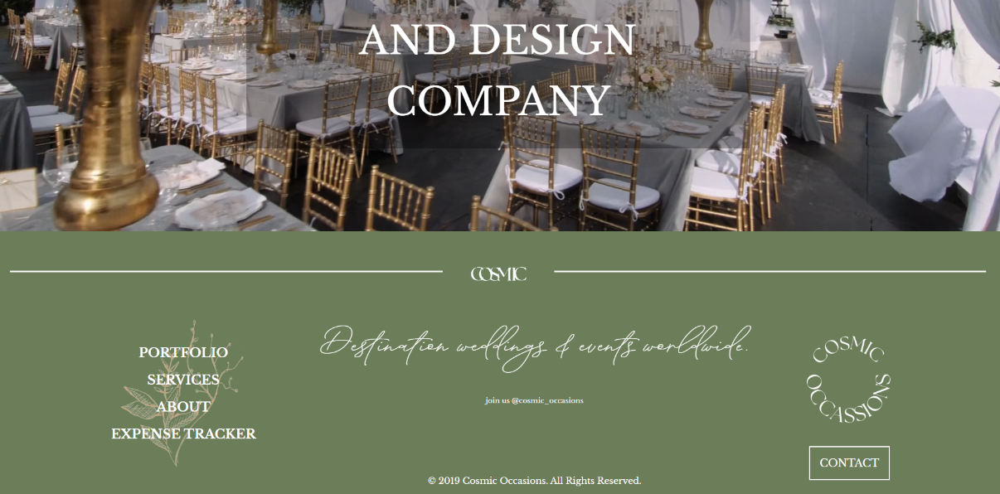 AND DESIGN
COMPANY
COSMIC
PORTFOLIO
SERVICES
ABOUT
EXPENSE TRACKER
Destination weddings & events worldwide.
join us @cosmic_occasions
© 2019 Cosmic Occasions. All Rights Reserved.
COSMIC OCCASSIONS
CONTACT